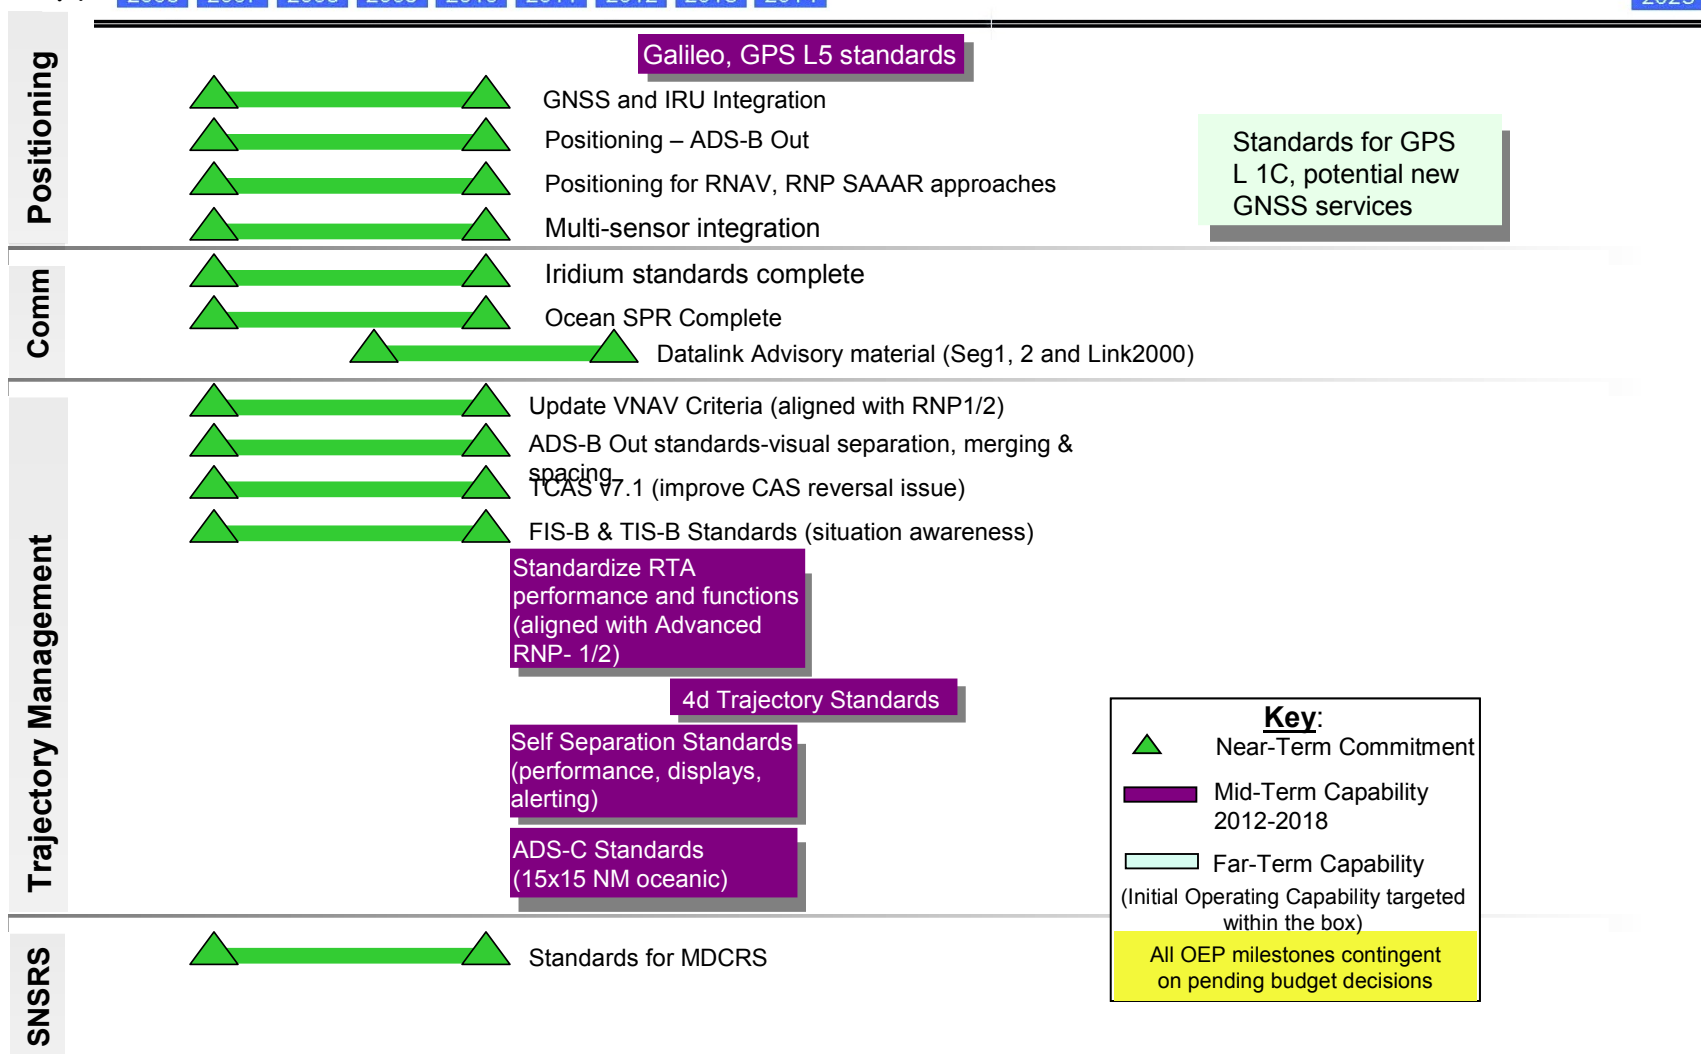 Positioning
Galileo, GPS L5 standards
GNSS and IRU Integration
Positioning – ADS-B Out
Positioning for RNAV, RNP SAAAR approaches
Multi-sensor integration
Standards for GPS
L 1C, potential new
GNSS services
Comm
Iridium standards complete
Ocean SPR Complete
Datalink Advisory material (Seg1, 2 and Link2000)
Trajectory Management
Update VNAV Criteria (aligned with RNP1/2)
ADS-B Out standards-visual separation, merging &
spacing
TCAS v7.1 (improve CAS reversal issue)
FIS-B & TIS-B Standards (situation awareness)
Standardize RTA
performance and functions
(aligned with Advanced
RNP- 1/2)
4d Trajectory Standards
Self Separation Standards
(performance, displays,
alerting)
ADS-C Standards
(15x15 NM oceanic)
Key:
Near-Term Commitment
Mid-Term Capability
2012-2018
Far-Term Capability
(Initial Operating Capability targeted
within the box)
All OEP milestones contingent
on pending budget decisions
SNSRS
Standards for MDCRS